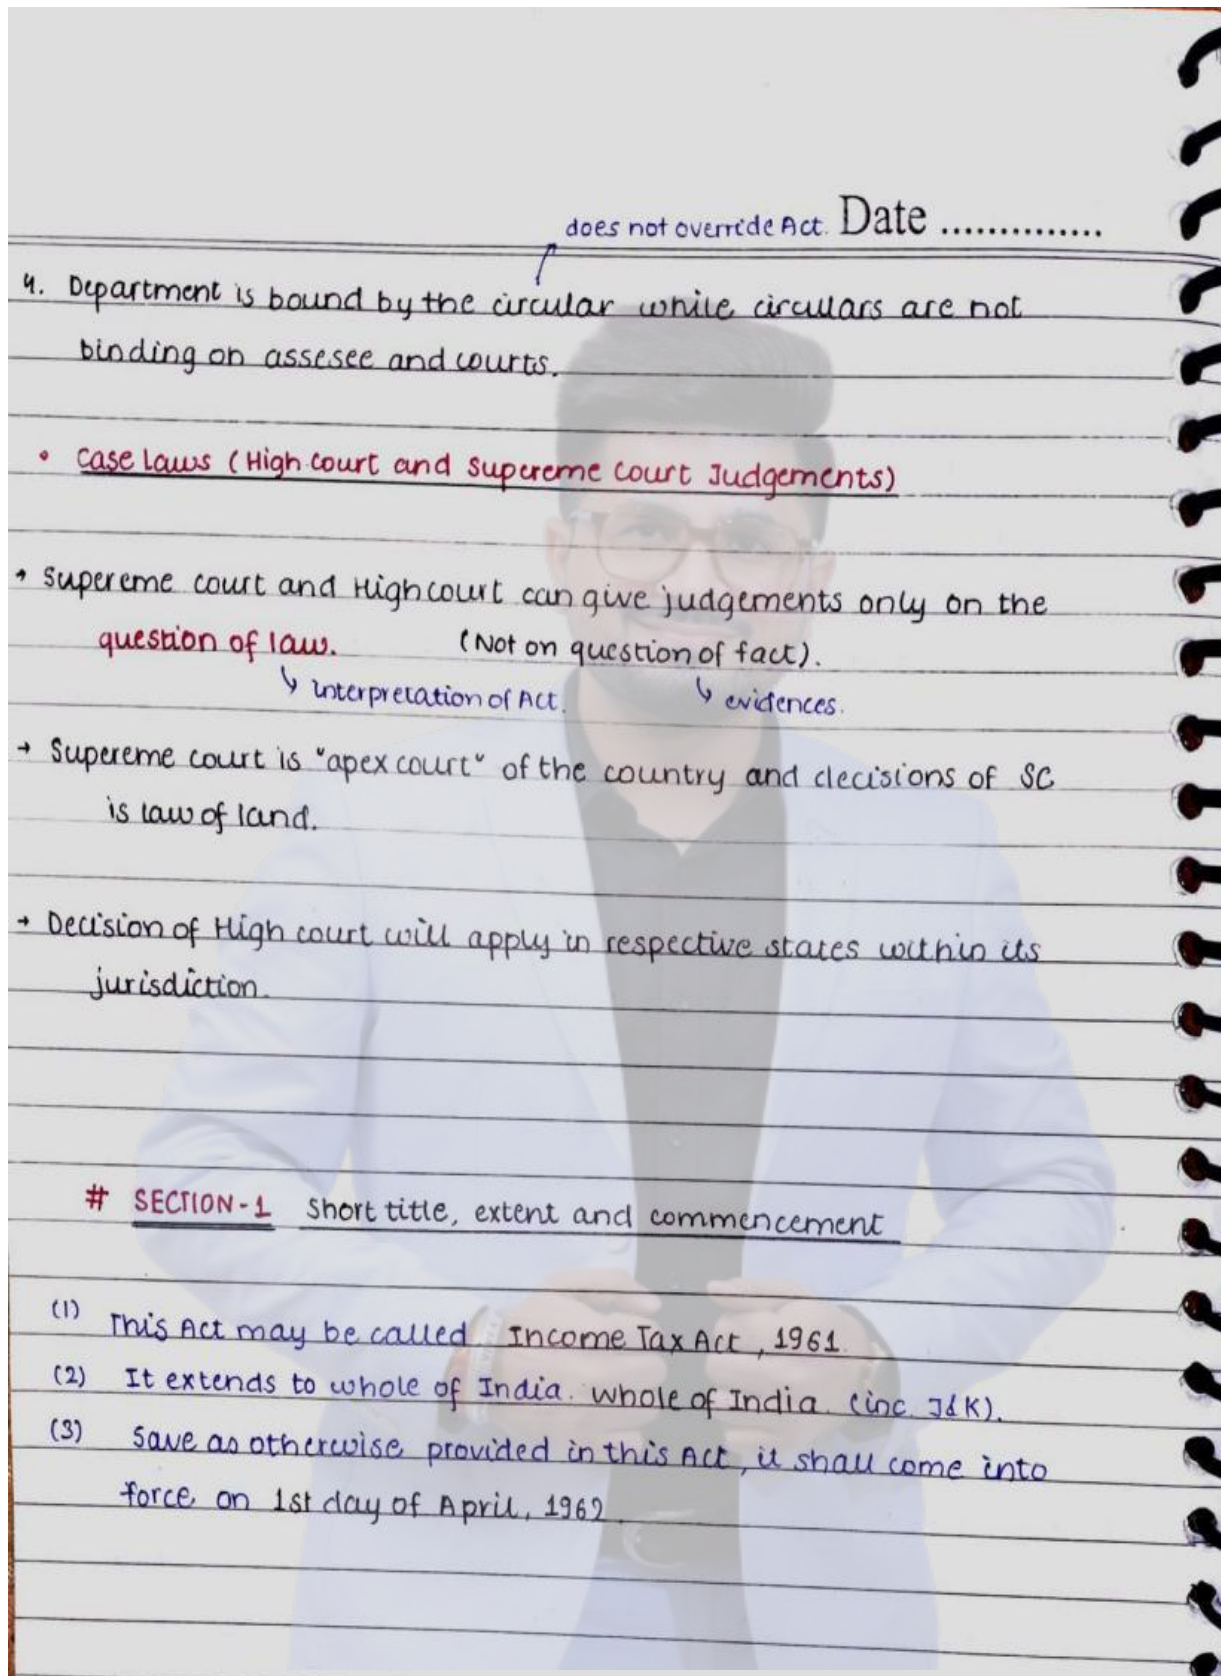 does not override Act. Date ..............
4. Department is bound by the circular while circulars are not
binding on assesee and courts.
• Case Laws (High court and Supereme Court Judgements)
→ Supereme court and High court can give judgements only on the
question of law. (Not on question of fact).
↳ interpretation of Act. ↳ evidences.
→ Supereme court is "apex court" of the country and decisions of SC
is law of land.
→ Decision of High court will apply in respective states within its
jurisdiction.
# SECTION-1 Short title, extent and commencement
(1) This Act may be called Income Tax Act, 1961.
(2) It extends to whole of India. whole of India. (inc. J&K).
(3) Save as otherwise provided in this Act, it shall come into
force on 1st day of April, 1962.